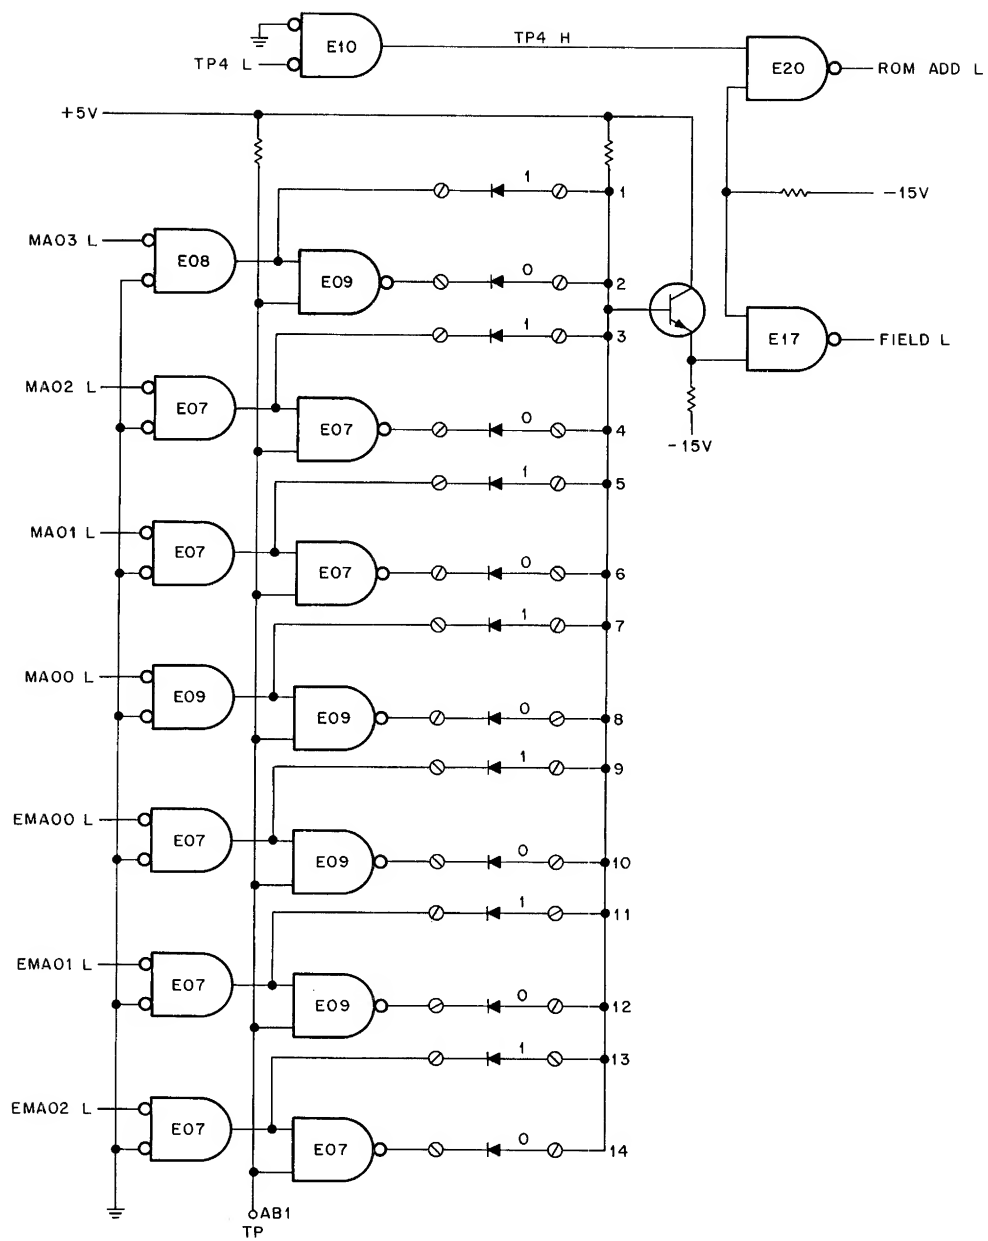 E10
TP4 H
TP4 L
E20
ROM ADD L
+5V
1
1
-15V
MA03 L
E08
E09
0
2
1
3
E17
FIELD L
MA02 L
E07
E07
0
4
-15V
1
5
MA01 L
E07
E07
0
6
1
7
MA00 L
E09
E09
0
8
1
9
EMA00 L
E07
E09
0
10
1
11
EMA01 L
E07
E09
0
12
1
13
EMA02 L
E07
E07
0
14
AB1
TP